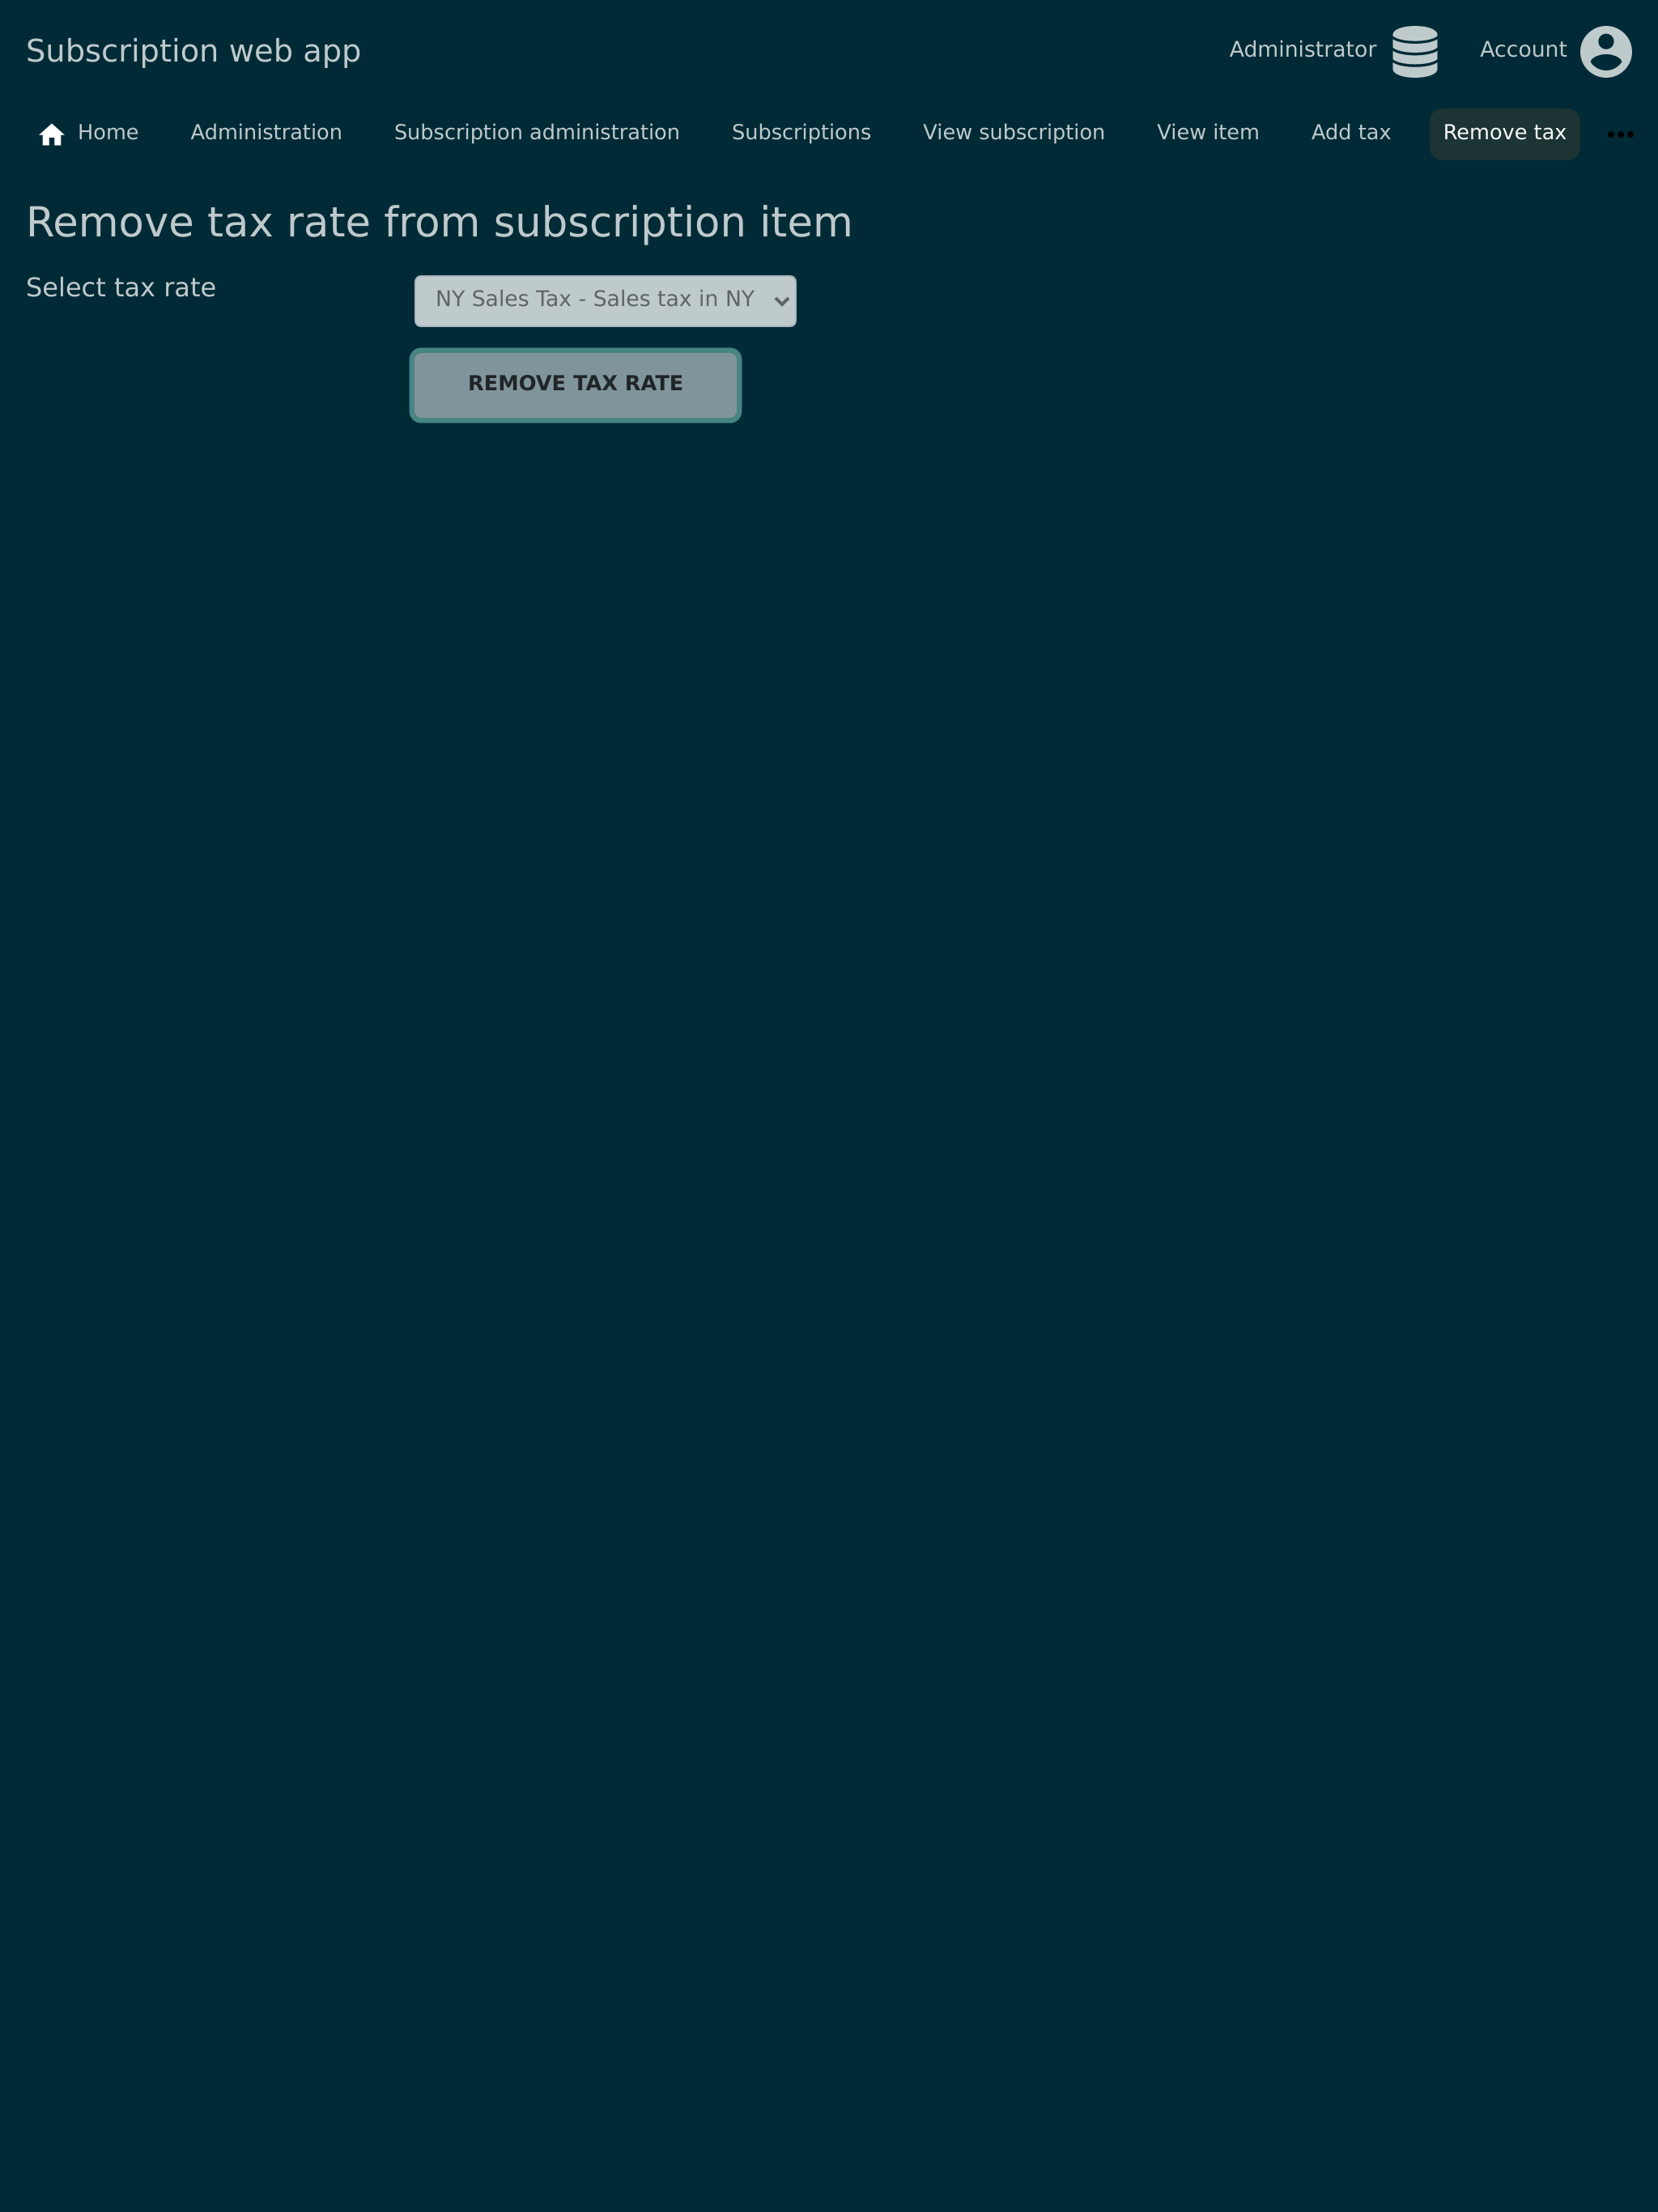 Subscription web app
Administrator
Account
Home
Administration
Subscription administration
Subscriptions
View subscription
View item
Add tax
Remove tax
Remove tax rate from subscription item
Select tax rate
NY Sales Tax - Sales tax in NY
REMOVE TAX RATE